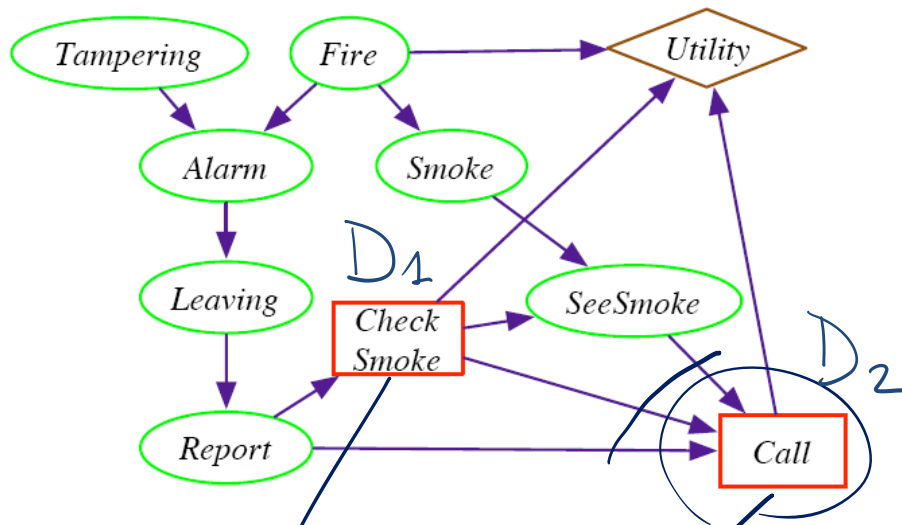 Tampering
Fire
Utility
Alarm
Smoke
D1
Leaving
Check
Smoke
SeeSmoke
D2
Report
Call